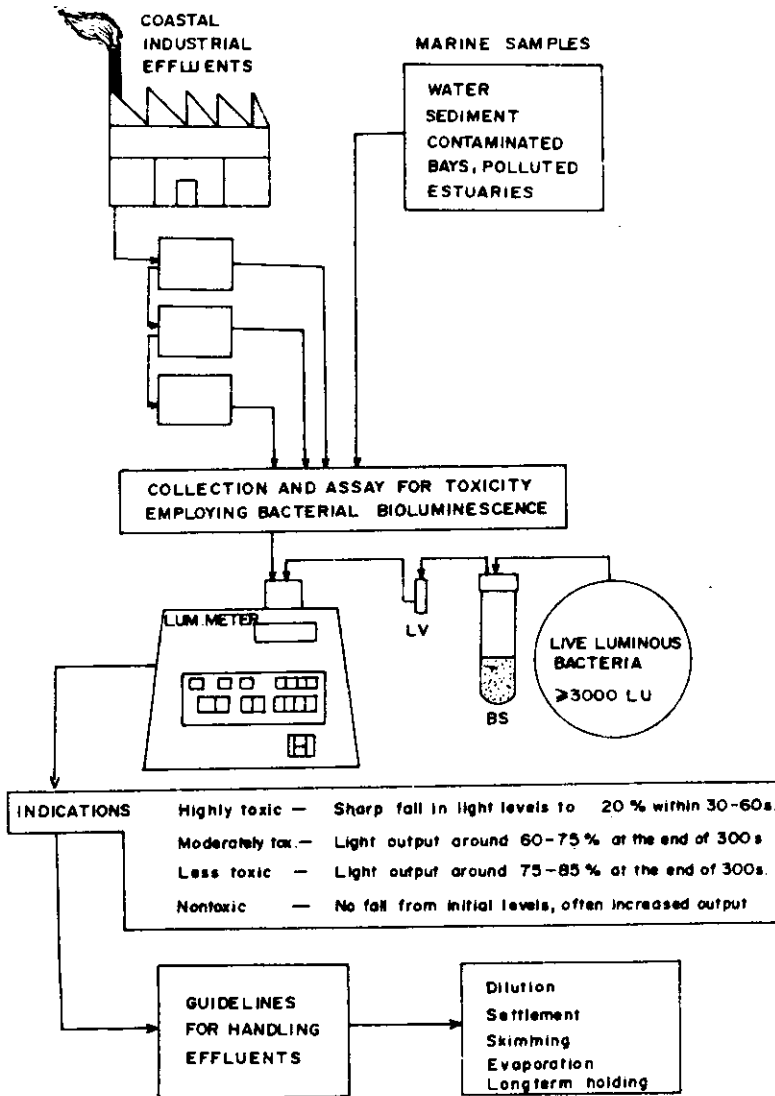 COASTAL
INDUSTRIAL
EFFLUENTS
MARINE SAMPLES
WATER
SEDIMENT
CONTAMINATED
BAYS, POLLUTED
ESTUARIES
COLLECTION AND ASSAY FOR TOXICITY
EMPLOYING BACTERIAL BIOLUMINESCENCE
LUM. METER
LV
BS
LIVE LUMINOUS
BACTERIA
⩾3000 LU
INDICATIONS
Highly toxic — Sharp fall in light levels to 20 % within 30-60s.
Moderately tox.— Light output around 60-75 % at the end of 300s
Less toxic — Light output around 75-85 % at the end of 300s.
Nontoxic — No fall from initial levels, often increased output
GUIDELINES
FOR HANDLING
EFFLUENTS
Dilution
Settlement
Skimming
Evaporation
Longterm holding